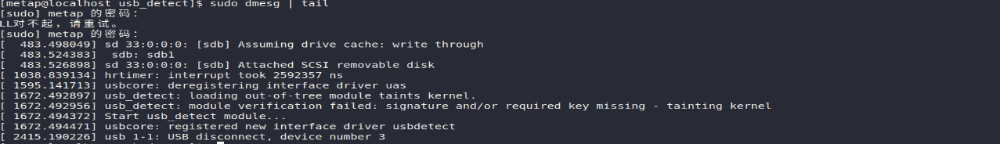 [metap@localhost usb_detect]$ sudo dmesg | tail
[sudo] metap 的密码：
LL对不起，请重试。
[sudo] metap 的密码：
[  483.498049] sd 33:0:0:0: [sdb] Assuming drive cache: write through
[  483.524383]  sdb: sdb1
[  483.526898] sd 33:0:0:0: [sdb] Attached SCSI removable disk
[ 1038.839134] hrtimer: interrupt took 2592357 ns
[ 1595.141713] usbcore: deregistering interface driver uas
[ 1672.492897] usb_detect: loading out-of-tree module taints kernel.
[ 1672.492956] usb_detect: module verification failed: signature and/or required key missing - tainting kernel
[ 1672.494372] Start usb_detect module...
[ 1672.494471] usbcore: registered new interface driver usbdetect
[ 2415.190226] usb 1-1: USB disconnect, device number 3